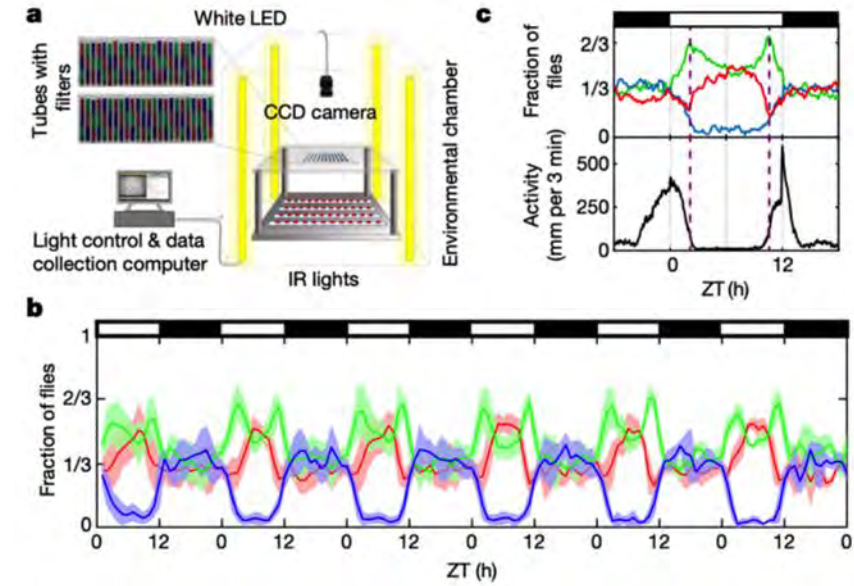 a
White LED
Tubes with
filters
CCD camera
Environmental chamber
Light control & data
collection computer
IR lights
c
Fraction of
files
2/3
1/3
0
Activity
(mm per 3 min)
500
250
0
0
12
ZT (h)
b
Fraction of flies
1
2/3
1/3
0
0
12
0
12
0
12
0
12
0
12
0
12
0
ZT (h)